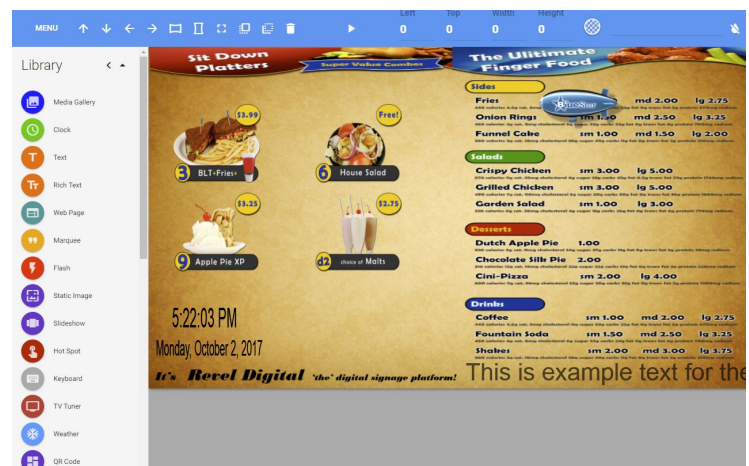 Left Top Width Height
MENU 0 0 0 0
Library
Media Gallery
Clock
Text
Rich Text
Web Page
Marquee
Flash
Static Image
Slideshow
Hot Spot
Keyboard
TV Tuner
Weather
QR Code
Sit Down
Platters
Super Value Combos
$3.99
3 BLT+Fries+
Free!
6 House Salad
$3.25
9 Apple Pie XP
$2.75
d2 choice of Malts
5:22:03 PM
Monday, October 2, 2017
It's Revel Digital 'the' digital signage platform!
The Ulitimate
Finger Food
Sides
Fries md 2.00 lg 2.75
BlueStar
Onion Rings sm 1.50 md 2.50 lg 3.25
Funnel Cake sm 1.00 md 1.50 lg 2.00
Salads
Crispy Chicken sm 3.00 lg 5.00
Grilled Chicken sm 3.00 lg 5.00
Garden Salad sm 1.00 lg 3.00
Desserts
Dutch Apple Pie 1.00
Chocolate Silk Pie 2.00
Cini-Pizza sm 2.00 lg 4.00
Drinks
Coffee sm 1.00 md 2.00 lg 2.75
Fountain Soda sm 1.50 md 2.50 lg 3.25
Shakes sm 2.00 md 3.00 lg 3.75
This is example text for the